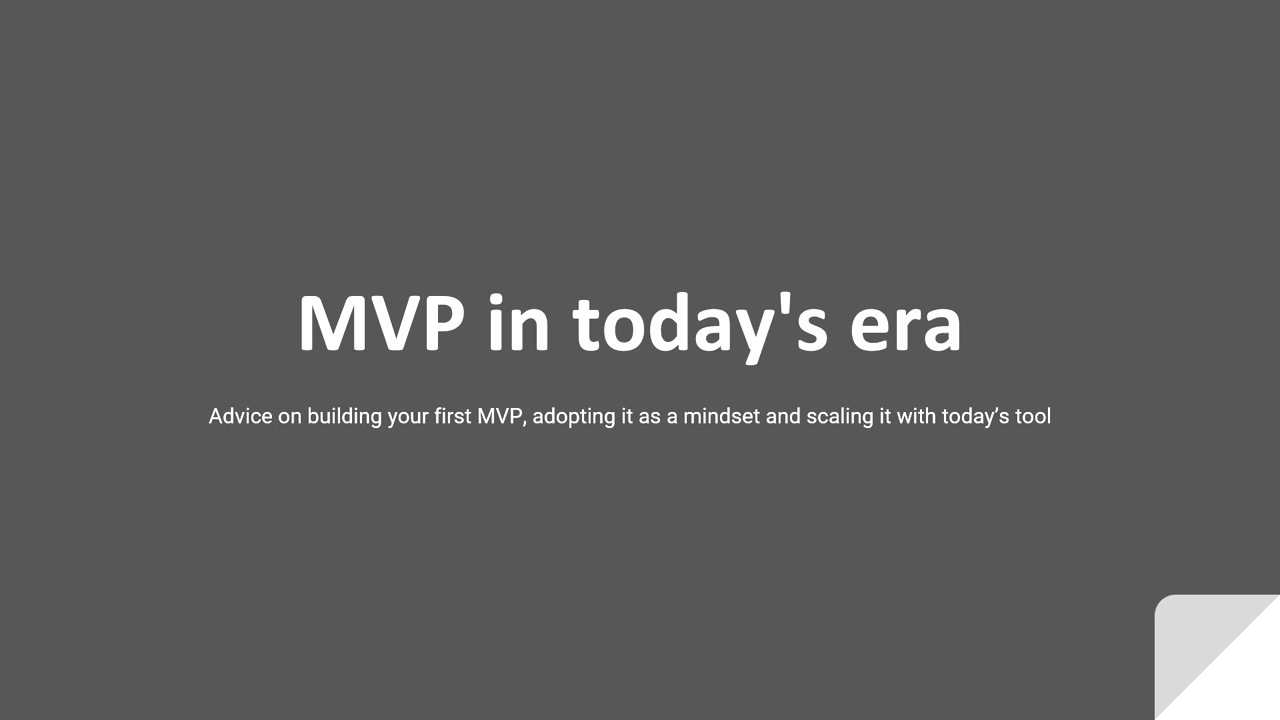 MVP in today's era
Advice on building your first MVP, adopting it as a mindset and scaling it with today’s tool